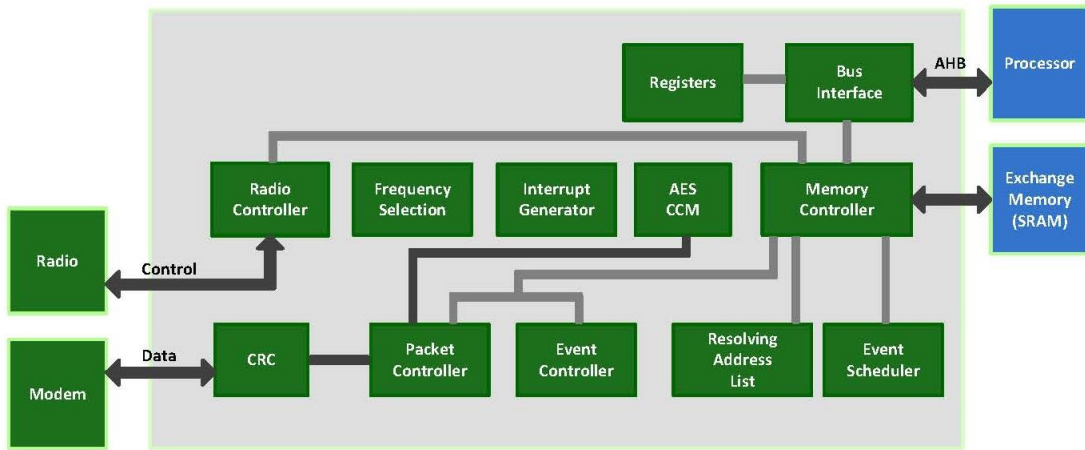 AHB
Processor
Registers
Bus
Interface
Radio
Controller
Frequency
Selection
Interrupt
Generator
AES
CCM
Memory
Controller
Exchange
Memory
(SRAM)
Radio
Control
Modem
Data
CRC
Packet
Controller
Event
Controller
Resolving
Address
List
Event
Scheduler